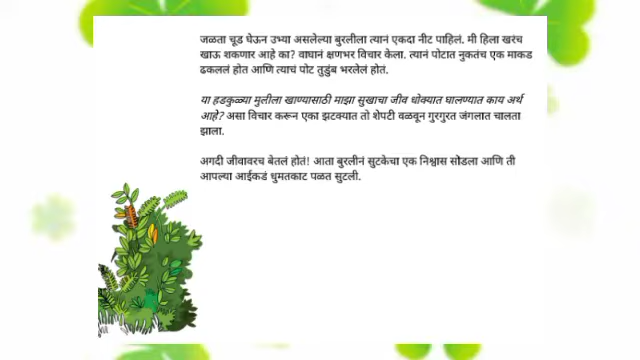 जळता चूड घेऊन उभ्या असलेल्या बुरलीला त्यानं एकदा नीट पाहिलं. मी हिला खरंच
खाऊ शकणार आहे का? वाघानं क्षणभर विचार केला. त्यानं पोटात नुकतंच एक माकड
ढकललं होत आणि त्याचं पोट तुडुंब भरलेलं होतं.
या हडकुळ्या मुलीला खाण्यासाठी माझा सुखाचा जीव धोक्यात घालण्यात काय अर्थ
आहे? असा विचार करून एका झटक्यात तो शेपटी वळवून गुरगुरत जंगलात चालता
झाला.
अगदी जीवावरच बेतलं होतं! आता बुरलीनं सुटकेचा एक निश्वास सोडला आणि ती
आपल्या आईकडं धुमतकाट पळत सुटली.